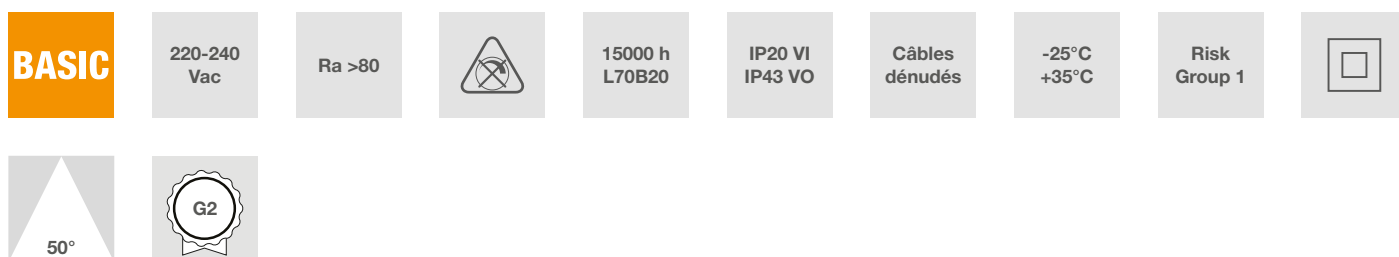 BASIC
220-240
Vac
Ra >80
15000 h
L70B20
IP20 VI
IP43 VO
Câbles
dénudés
-25°C
+35°C
Risk
Group 1
50°
G2